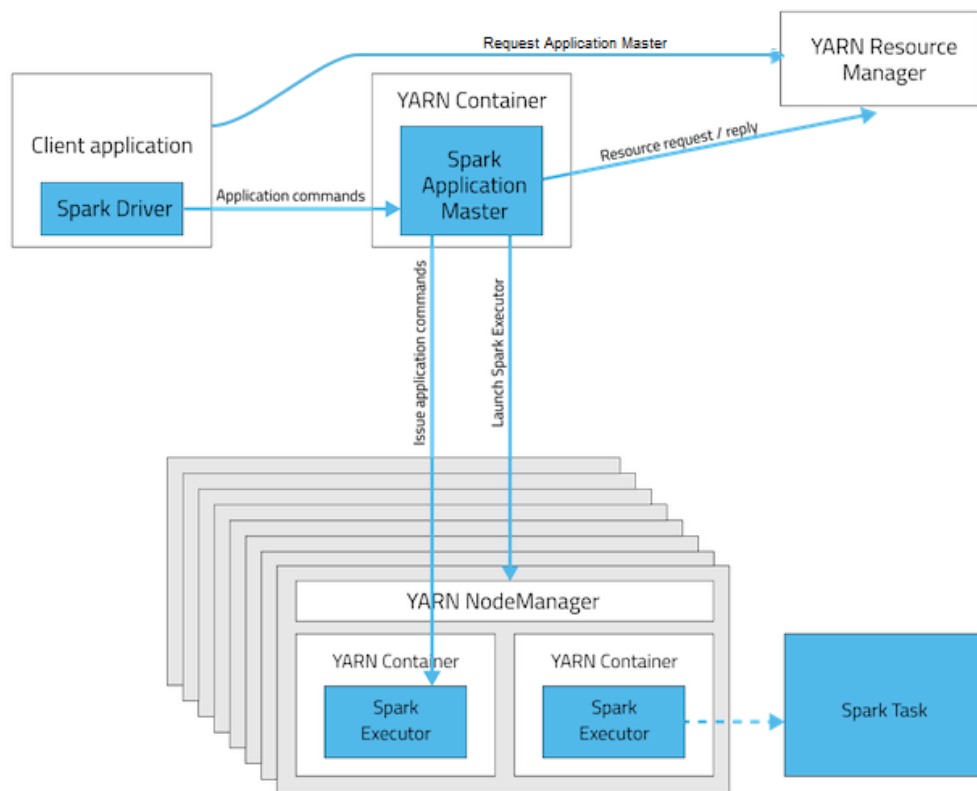 Request Application Master
YARN Resource
Manager
YARN Container
Client application
Spark
Application
Master
Resource request / reply
Spark Driver
Application commands
Issue application commands
Launch Spark Executor
YARN NodeManager
YARN Container
YARN Container
Spark
Executor
Spark
Executor
Spark Task